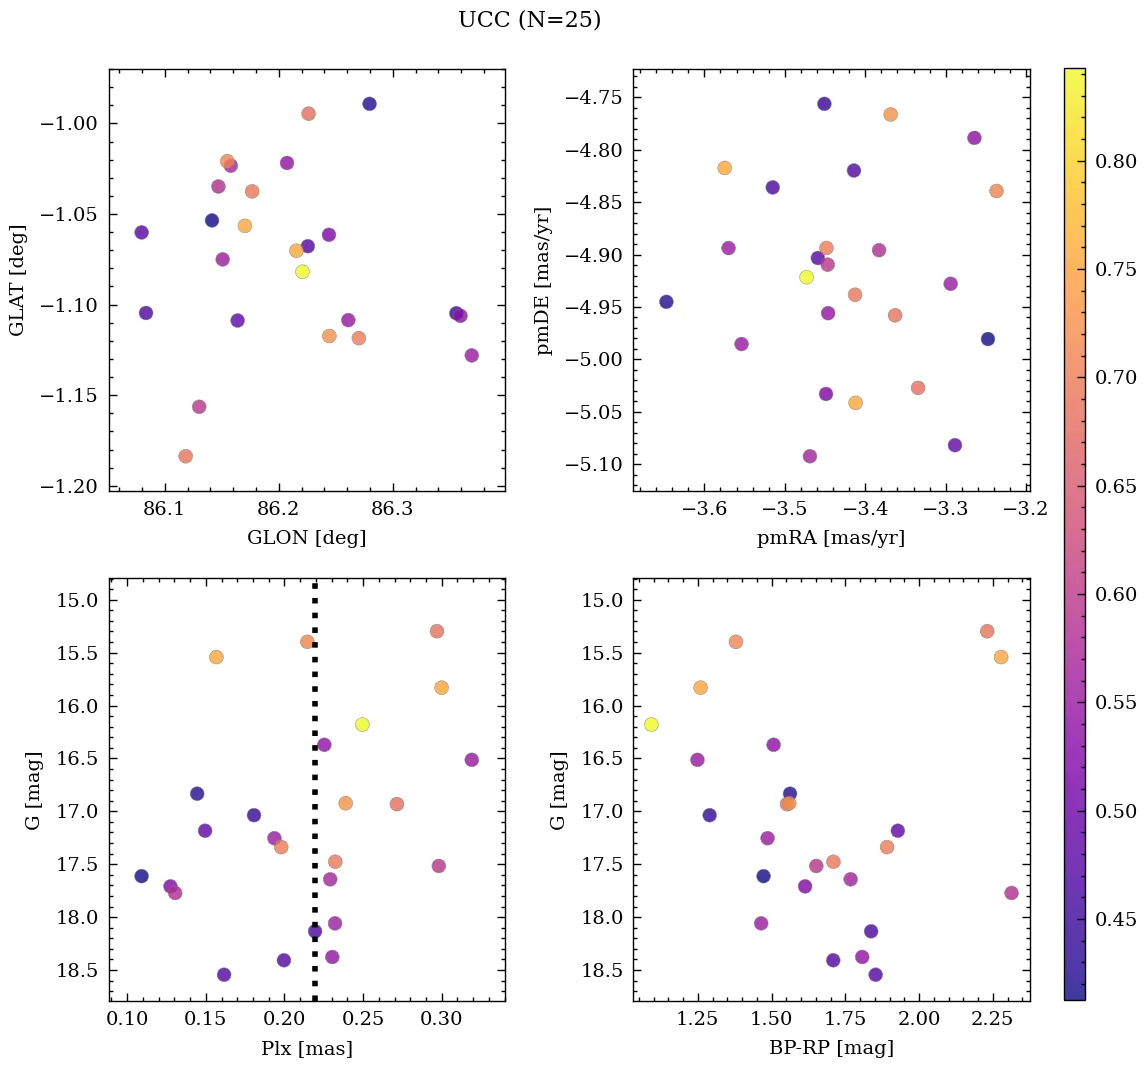 UCC (N=25)
−1.00
−1.05
−1.10
−1.15
−1.20
GLAT [deg]
86.1 86.2 86.3
GLON [deg]
−4.75
−4.80
−4.85
−4.90
−4.95
−5.00
−5.05
−5.10
pmDE [mas/yr]
−3.6 −3.5 −3.4 −3.3 −3.2
pmRA [mas/yr]
15.0
15.5
16.0
16.5
17.0
17.5
18.0
18.5
G [mag]
0.10 0.15 0.20 0.25 0.30
Plx [mas]
15.0
15.5
16.0
16.5
17.0
17.5
18.0
18.5
G [mag]
1.25 1.50 1.75 2.00 2.25
BP-RP [mag]
0.80
0.75
0.70
0.65
0.60
0.55
0.50
0.45